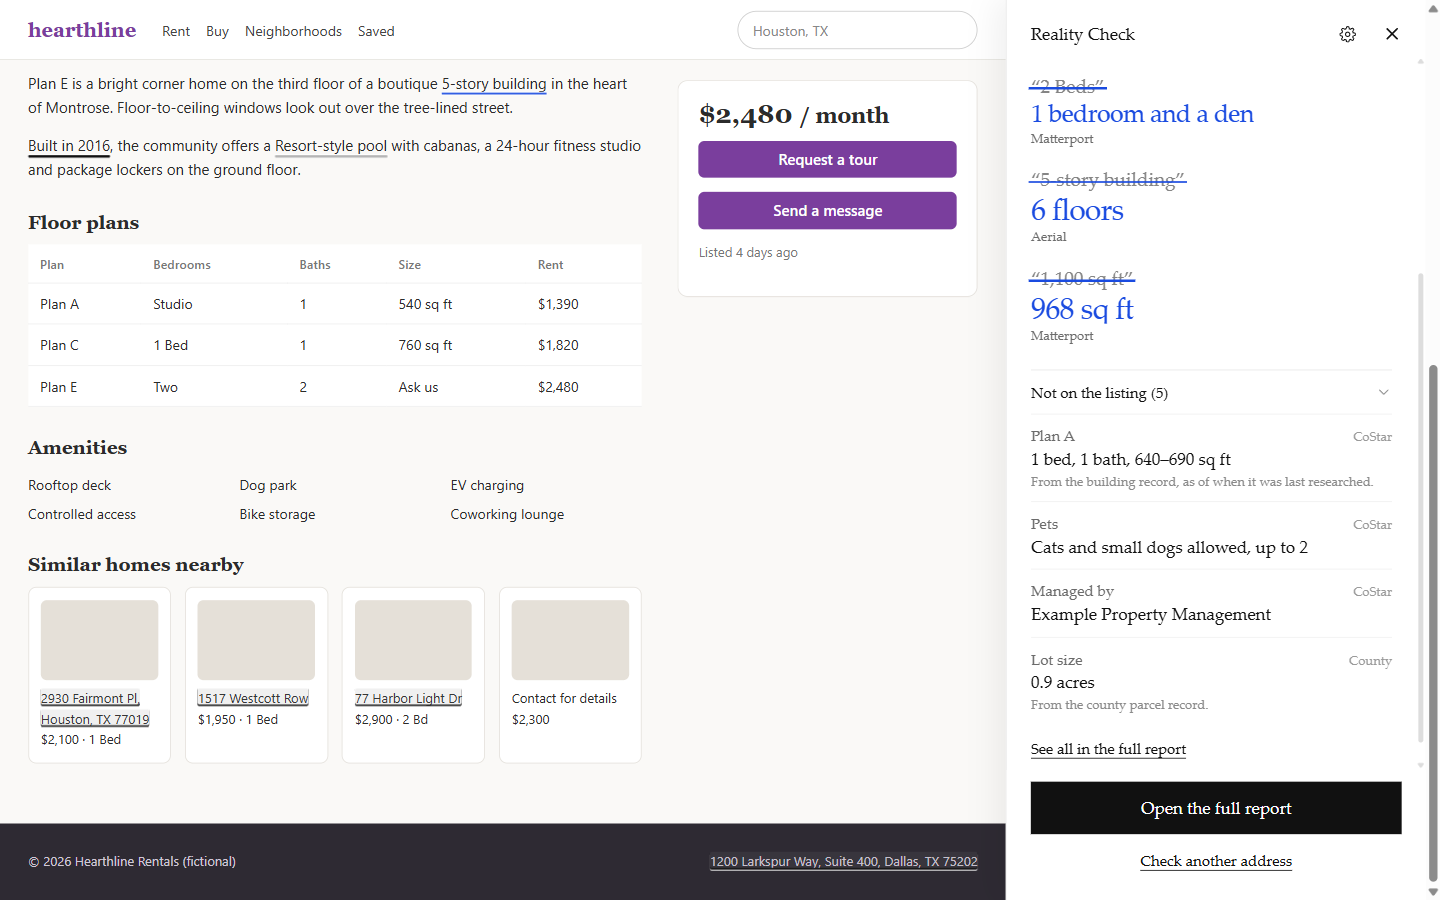 hearthline
Rent Buy Neighborhoods Saved
Houston, TX
Plan E is a bright corner home on the third floor of a boutique 5-story building in the heart
of Montrose. Floor-to-ceiling windows look out over the tree-lined street.
Built in 2016, the community offers a Resort-style pool with cabanas, a 24-hour fitness studio
and package lockers on the ground floor.
$2,480 / month
Request a tour
Send a message
Listed 4 days ago
Floor plans
Plan Bedrooms Baths Size Rent
Plan A Studio 1 540 sq ft $1,390
Plan C 1 Bed 1 760 sq ft $1,820
Plan E Two 2 Ask us $2,480
Amenities
Rooftop deck Dog park EV charging
Controlled access Bike storage Coworking lounge
Similar homes nearby
2930 Fairmont Pl,
Houston, TX 77019
$2,100 · 1 Bed
1517 Westcott Row
$1,950 · 1 Bed
77 Harbor Light Dr
$2,900 · 2 Bd
Contact for details
$2,300
© 2026 Hearthline Rentals (fictional)
1200 Larkspur Way, Suite 400, Dallas, TX 75202
Reality Check
“2 Beds”
1 bedroom and a den
Matterport
“5-story building”
6 floors
Aerial
“1,100 sq ft”
968 sq ft
Matterport
Not on the listing (5)
Plan A CoStar
1 bed, 1 bath, 640–690 sq ft
From the building record, as of when it was last researched.
Pets CoStar
Cats and small dogs allowed, up to 2
Managed by CoStar
Example Property Management
Lot size County
0.9 acres
From the county parcel record.
See all in the full report
Open the full report
Check another address